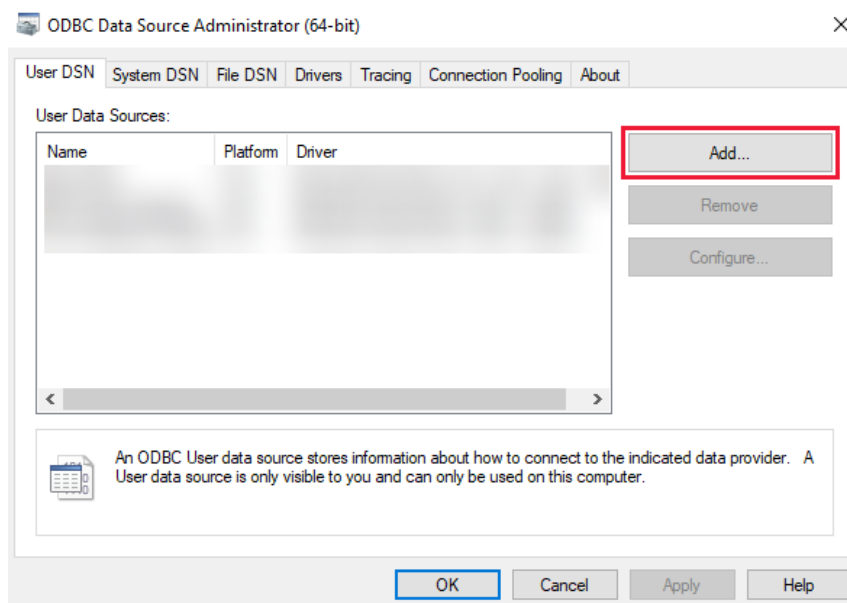 ODBC Data Source Administrator (64-bit)
User DSN System DSN File DSN Drivers Tracing Connection Pooling About
User Data Sources:
Name Platform Driver
Add...
Remove
Configure...
An ODBC User data source stores information about how to connect to the indicated data provider. A
User data source is only visible to you and can only be used on this computer.
OK Cancel Apply Help